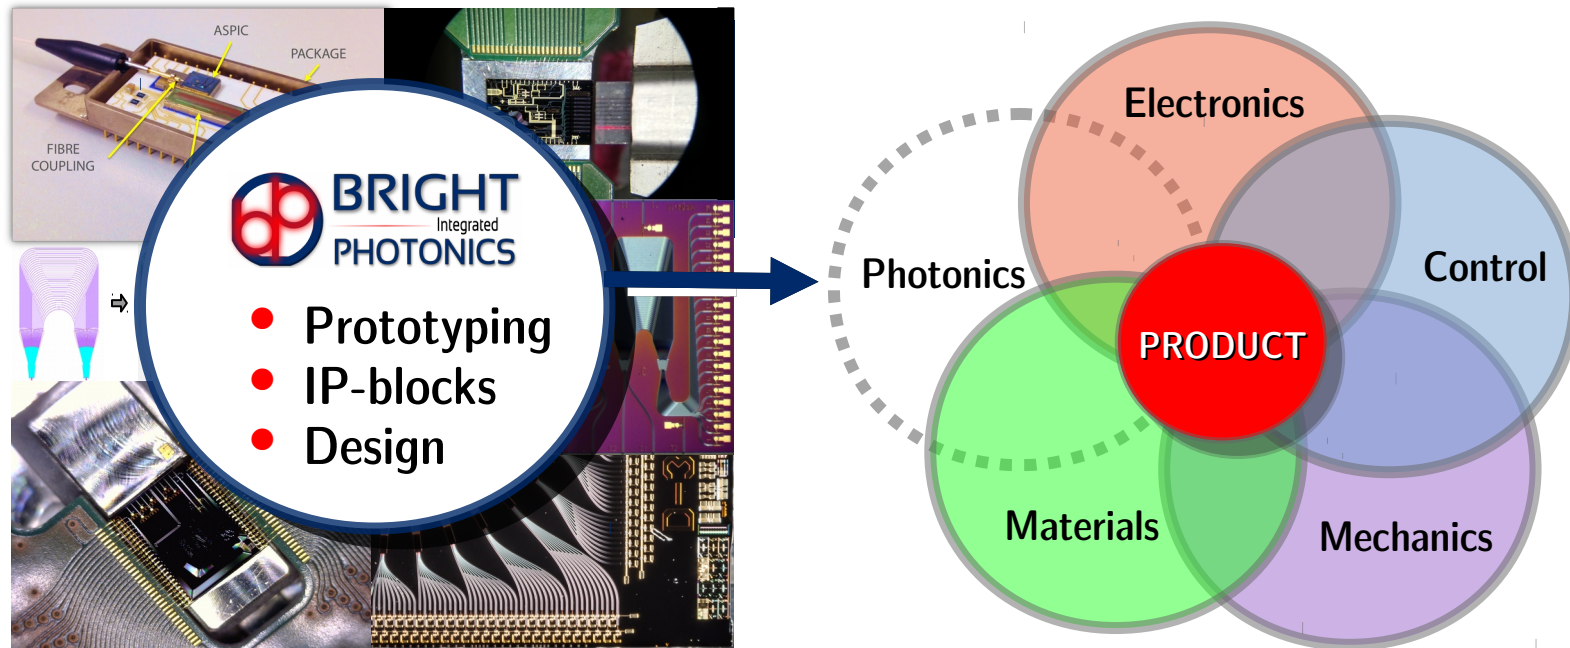 ASPIC
PACKAGE
FIBRE
COUPLING
BRIGHT
Integrated
PHOTONICS
Prototyping
IP-blocks
Design
Electronics
Photonics
Control
PRODUCT
Materials
Mechanics